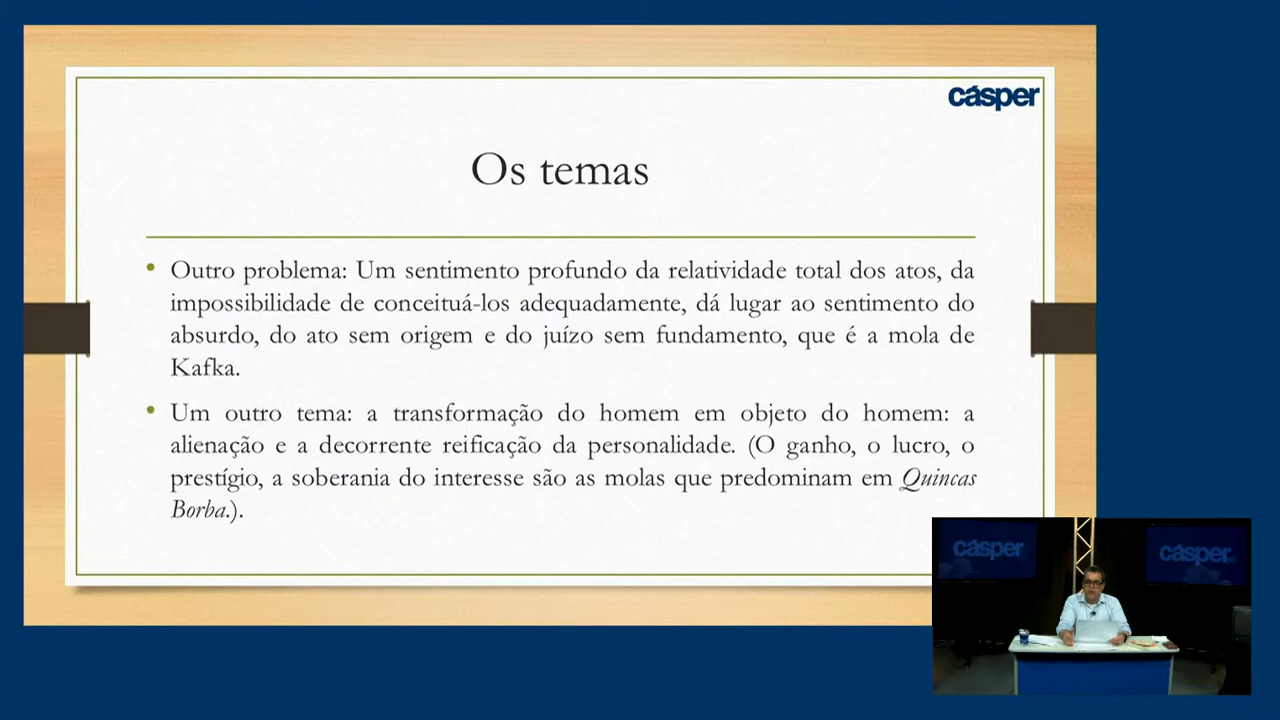 cásper
Os temas
• Outro problema: Um sentimento profundo da relatividade total dos atos, da
impossibilidade de conceituá-los adequadamente, dá lugar ao sentimento do
absurdo, do ato sem origem e do juízo sem fundamento, que é a mola de
Kafka.
• Um outro tema: a transformação do homem em objeto do homem: a
alienação e a decorrente reificação da personalidade. (O ganho, o lucro, o
prestígio, a soberania do interesse são as molas que predominam em Quincas
Borba.).
cásper
cásper